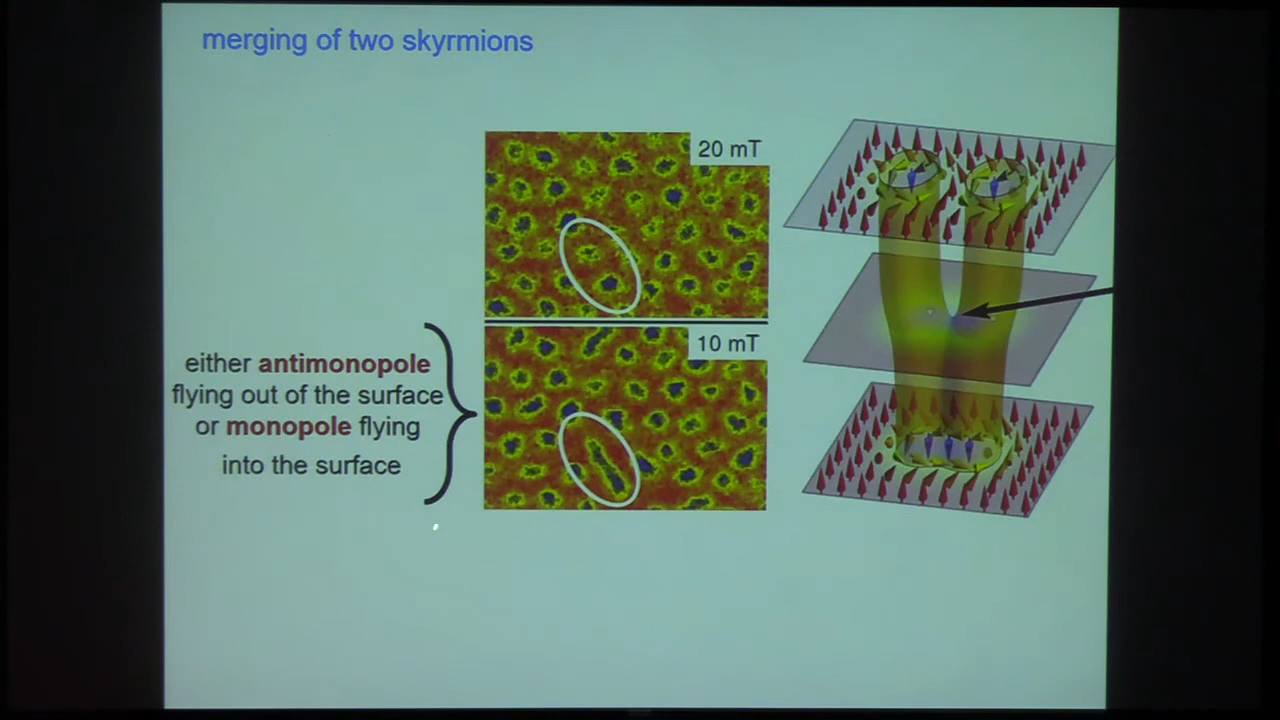 merging of two skyrmions
20 mT
10 mT
either antimonopole
flying out of the surface
or monopole flying
into the surface